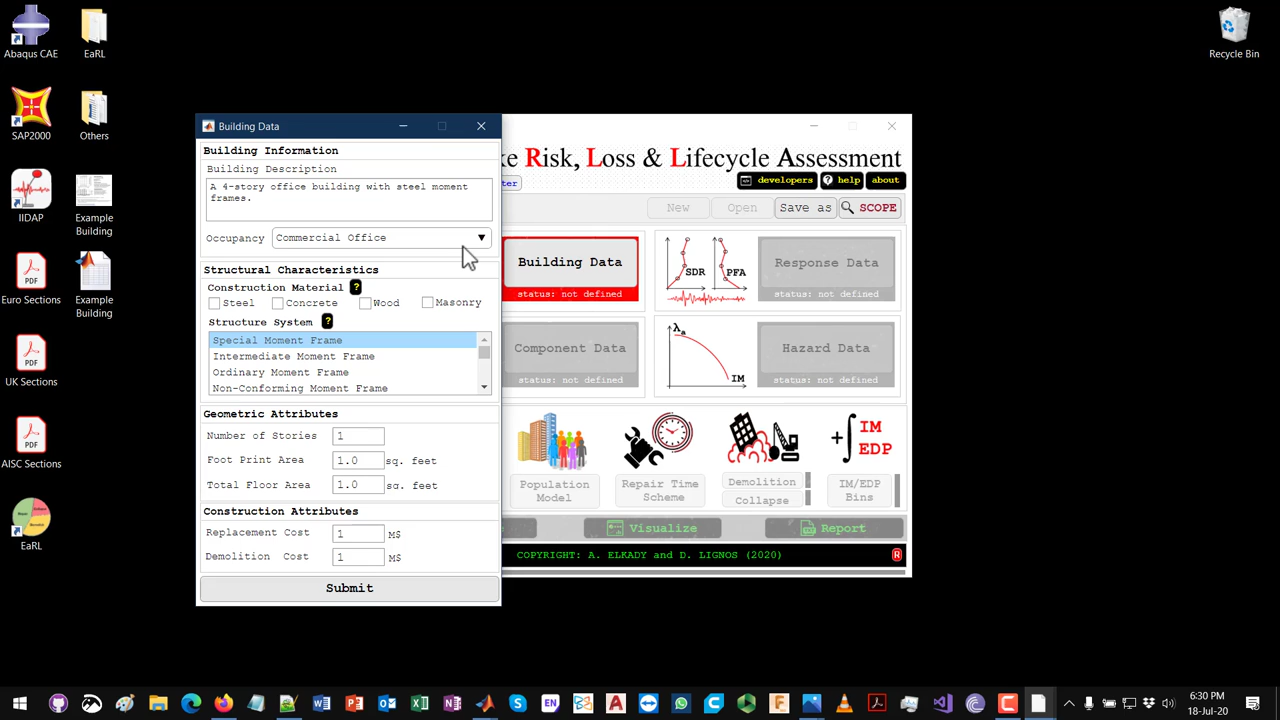 Abaqus CAE
EaRL
Recycle Bin
SAP2000
Others
IIDAP
Example
Building
Euro Sections
Example
Building
UK Sections
AISC Sections
EaRL
Building Data
Building Information
Building Description
A 4-story office building with steel moment
frames.
Occupancy
Commercial Office
Structural Characteristics
Construction Material ?
Steel
Concrete
Wood
Masonry
Structure System ?
Special Moment Frame
Intermediate Moment Frame
Ordinary Moment Frame
Non-Conforming Moment Frame
Geometric Attributes
Number of Stories 1
Foot Print Area 1.0 sq. feet
Total Floor Area 1.0 sq. feet
Construction Attributes
Replacement Cost 1 M$
Demolition Cost 1 M$
Submit
ke Risk, Loss & Lifecycle Assessment
ter
developers
? help
about
New
Open
Save as
SCOPE
Building Data
status: not defined
SDR
PFA
Response Data
status: not defined
Component Data
status: not defined
λa
IM
Hazard Data
status: not defined
IM
EDP
Population
Model
Repair Time
Scheme
Demolition
Collapse
IM/EDP
Bins
Visualize
Report
COPYRIGHT: A. ELKADY and D. LIGNOS (2020)
R
EN
6:30 PM
18-Jul-20